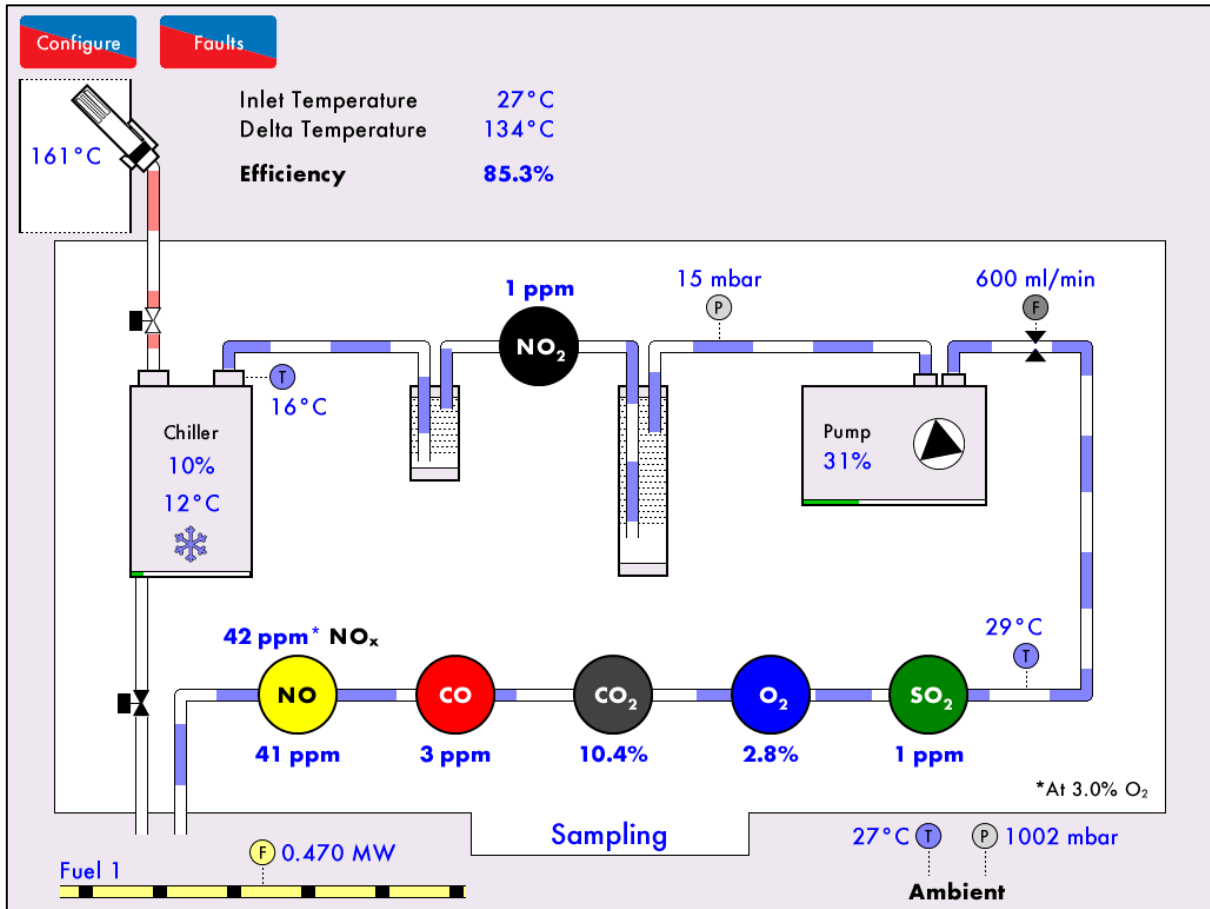 Configure
Faults
Inlet Temperature 27°C
Delta Temperature 134°C
161°C
Efficiency 85.3%
1 ppm
15 mbar
600 ml/min
P
F
NO₂
T
16°C
Chiller
10%
12°C
Pump
31%
42 ppm* NOₓ
29°C
T
NO
CO
CO₂
O₂
SO₂
41 ppm
3 ppm
10.4%
2.8%
1 ppm
*At 3.0% O₂
Sampling
27°C T P 1002 mbar
F 0.470 MW
Fuel 1
Ambient